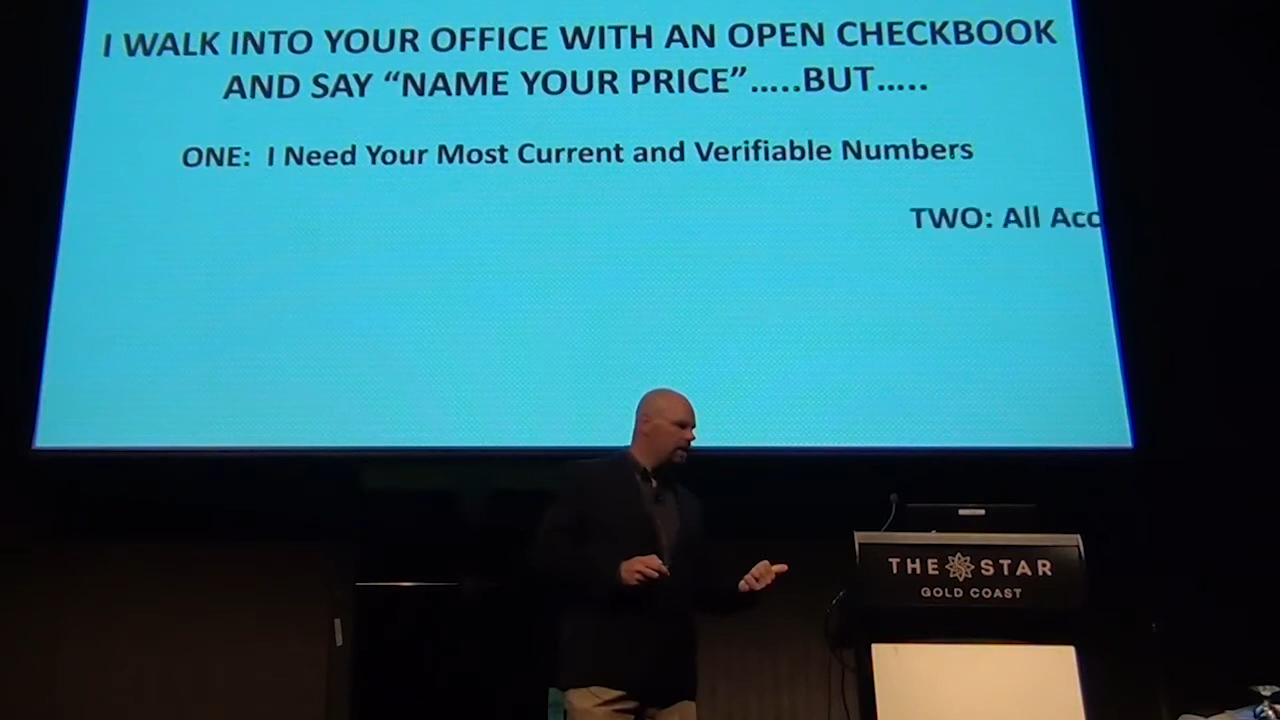 I WALK INTO YOUR OFFICE WITH AN OPEN CHECKBOOK
AND SAY “NAME YOUR PRICE”.....BUT.....
ONE: I Need Your Most Current and Verifiable Numbers
TWO: All Acc
THE STAR
GOLD COAST